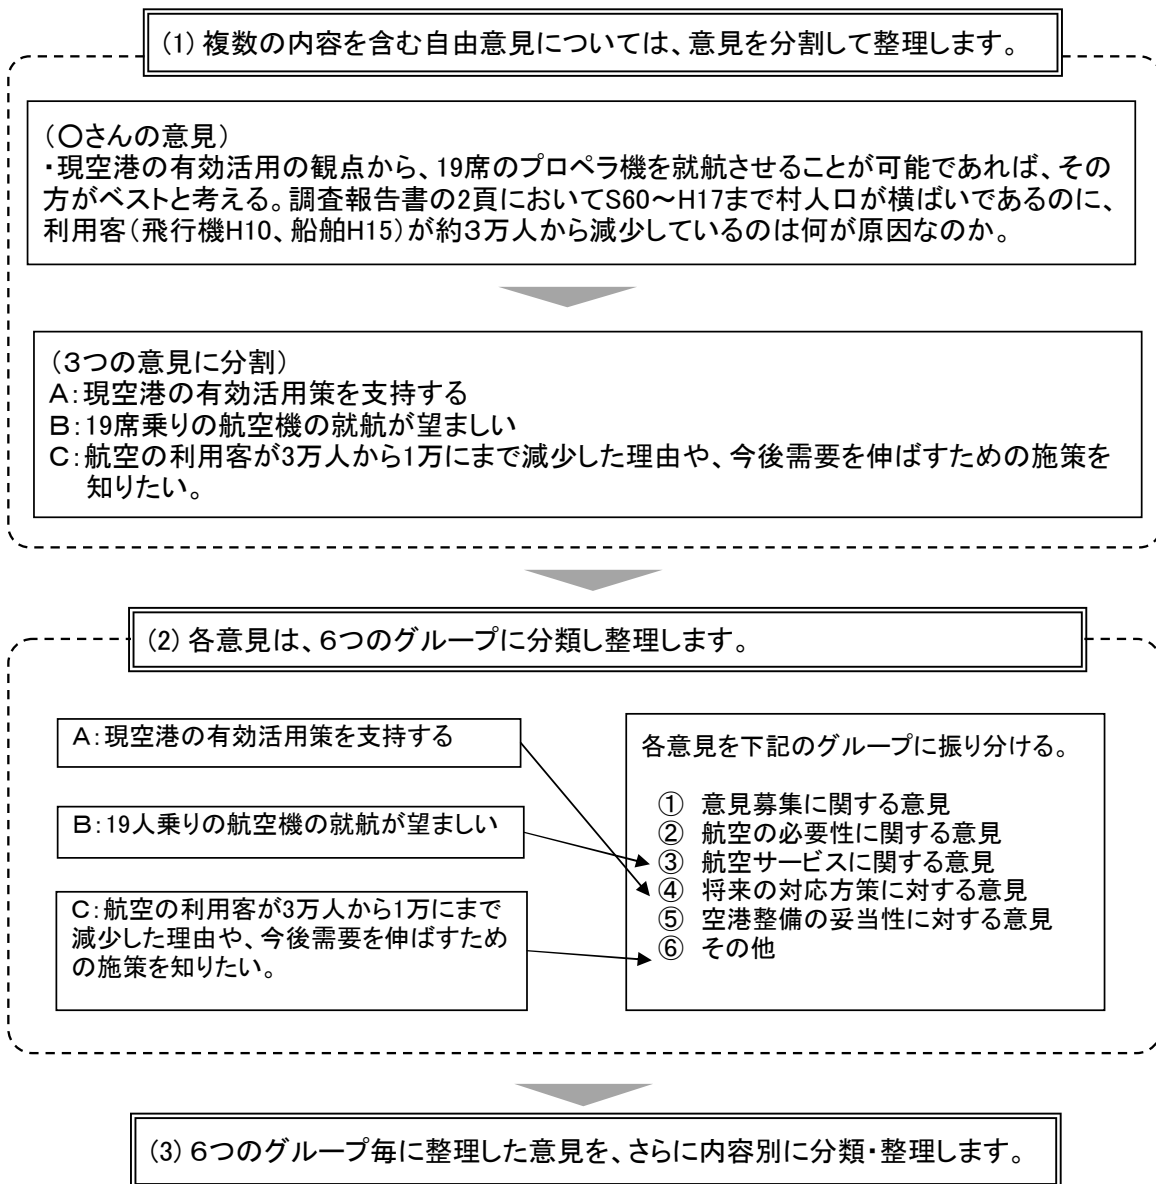 (1) 複数の内容を含む自由意見については、意見を分割して整理します。
(〇さんの意見)
・現空港の有効活用の観点から、19席のプロペラ機を就航させることが可能であれば、その
方がベストと考える。調査報告書の2頁においてS60～H17まで村人口が横ばいであるのに、
利用客(飛行機H10、船舶H15)が約3万人から減少しているのは何が原因なのか。
(3つの意見に分割)
A:現空港の有効活用策を支持する
B:19席乗りの航空機の就航が望ましい
C:航空の利用客が3万人から1万にまで減少した理由や、今後需要を伸ばすための施策を
知りたい。
(2) 各意見は、6つのグループに分類し整理します。
A:現空港の有効活用策を支持する
B:19人乗りの航空機の就航が望ましい
C:航空の利用客が3万人から1万にまで
減少した理由や、今後需要を伸ばすため
の施策を知りたい。
各意見を下記のグループに振り分ける。
① 意見募集に関する意見
② 航空の必要性に関する意見
③ 航空サービスに関する意見
④ 将来の対応方策に対する意見
⑤ 空港整備の妥当性に対する意見
⑥ その他
(3) 6つのグループ毎に整理した意見を、さらに内容別に分類・整理します。